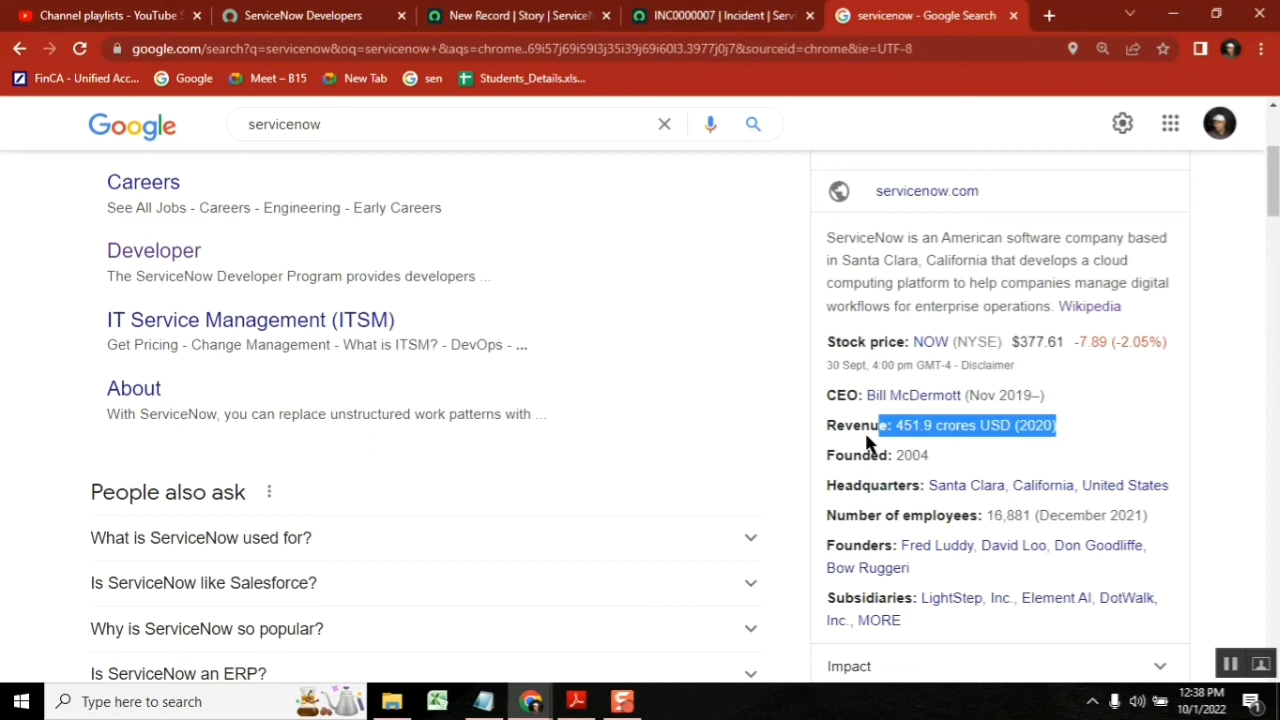 Channel playlists - YouTube S
ServiceNow Developers
New Record | Story | Service
INC0000007 | Incident | Servi
servicenow - Google Search
google.com/search?q=servicenow&oq=servicenow+&aqs=chrome..69i57j69i59l3j35i39j69i60l3.3977j0j7&sourceid=chrome&ie=UTF-8
FinCA - Unified Acc...
Google
Meet – B15
New Tab
sen
Students_Details.xls...
Google
servicenow
Careers
See All Jobs - Careers - Engineering - Early Careers
Developer
The ServiceNow Developer Program provides developers ...
IT Service Management (ITSM)
Get Pricing - Change Management - What is ITSM? - DevOps - ...
About
With ServiceNow, you can replace unstructured work patterns with ...
People also ask
What is ServiceNow used for?
Is ServiceNow like Salesforce?
Why is ServiceNow so popular?
Is ServiceNow an ERP?
servicenow.com
ServiceNow is an American software company based
in Santa Clara, California that develops a cloud
computing platform to help companies manage digital
workflows for enterprise operations. Wikipedia
Stock price: NOW (NYSE) $377.61 -7.89 (-2.05%)
30 Sept, 4:00 pm GMT-4 - Disclaimer
CEO: Bill McDermott (Nov 2019–)
Revenue: 451.9 crores USD (2020)
Founded: 2004
Headquarters: Santa Clara, California, United States
Number of employees: 16,881 (December 2021)
Founders: Fred Luddy, David Loo, Don Goodliffe,
Bow Ruggeri
Subsidiaries: LightStep, Inc., Element AI, DotWalk,
Inc., MORE
Impact
Type here to search
12:38 PM
10/1/2022